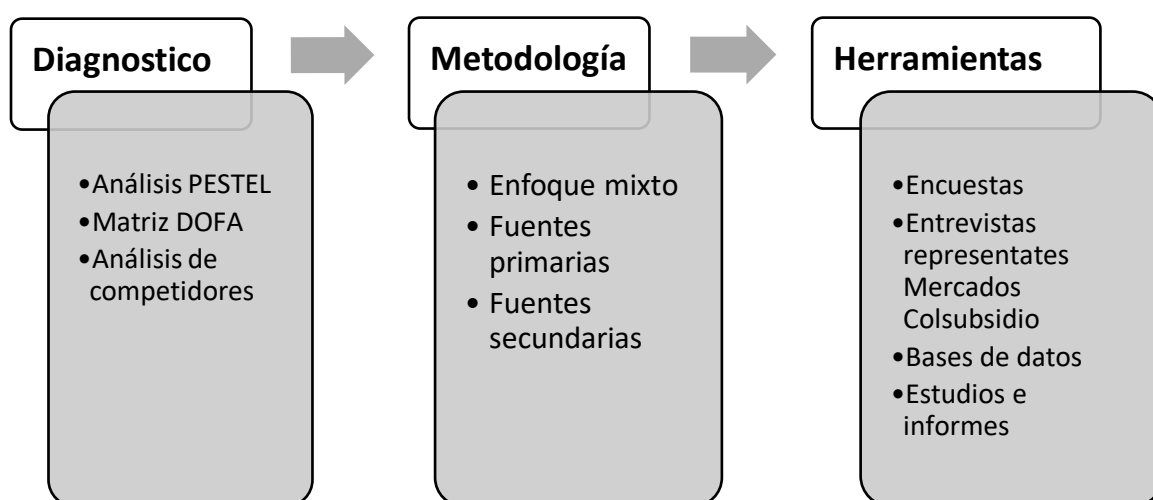 Diagnostico
•Análisis PESTEL
•Matriz DOFA
•Análisis de
competidores
Metodología
• Enfoque mixto
• Fuentes
primarias
• Fuentes
secundarias
Herramientas
•Encuestas
•Entrevistas
representates
Mercados
Colsubsidio
•Bases de datos
•Estudios e
informes